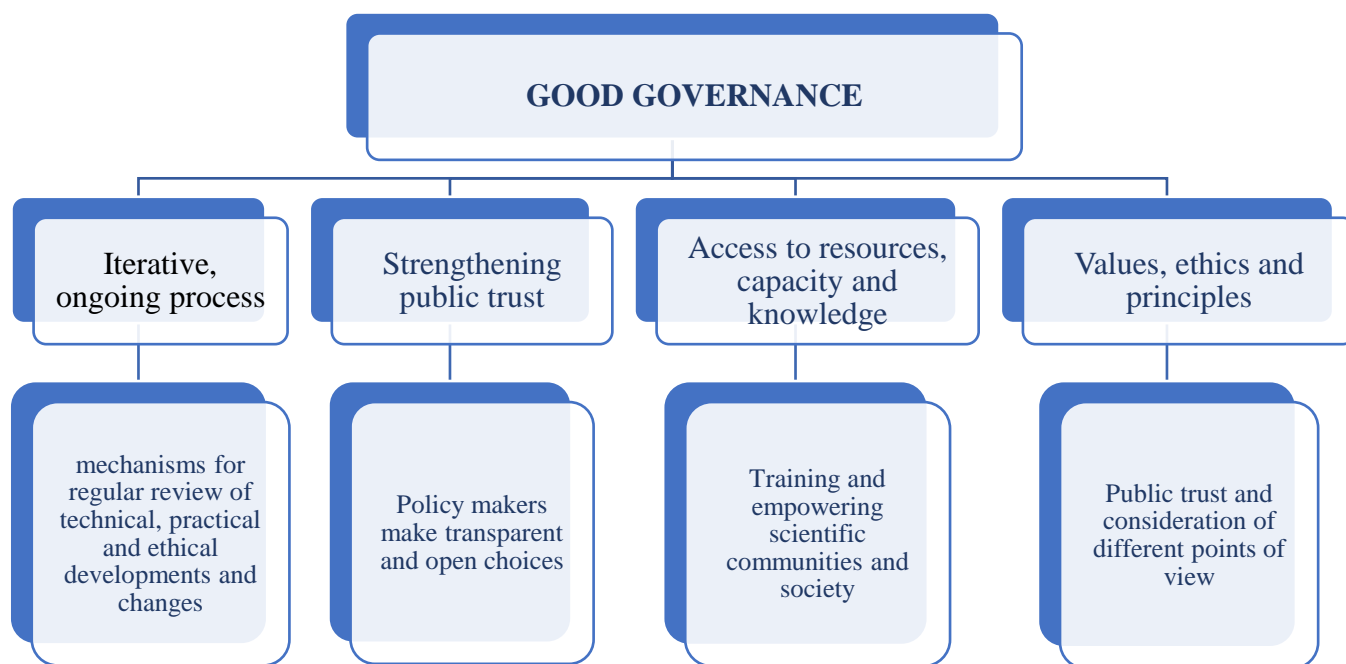 GOOD GOVERNANCE
Iterative,
ongoing process
Strengthening
public trust
Access to resources,
capacity and
knowledge
Values, ethics and
principles
mechanisms for
regular review of
technical, practical
and ethical
developments and
changes
Policy makers
make transparent
and open choices
Training and
empowering
scientific
communities and
society
Public trust and
consideration of
different points of
view